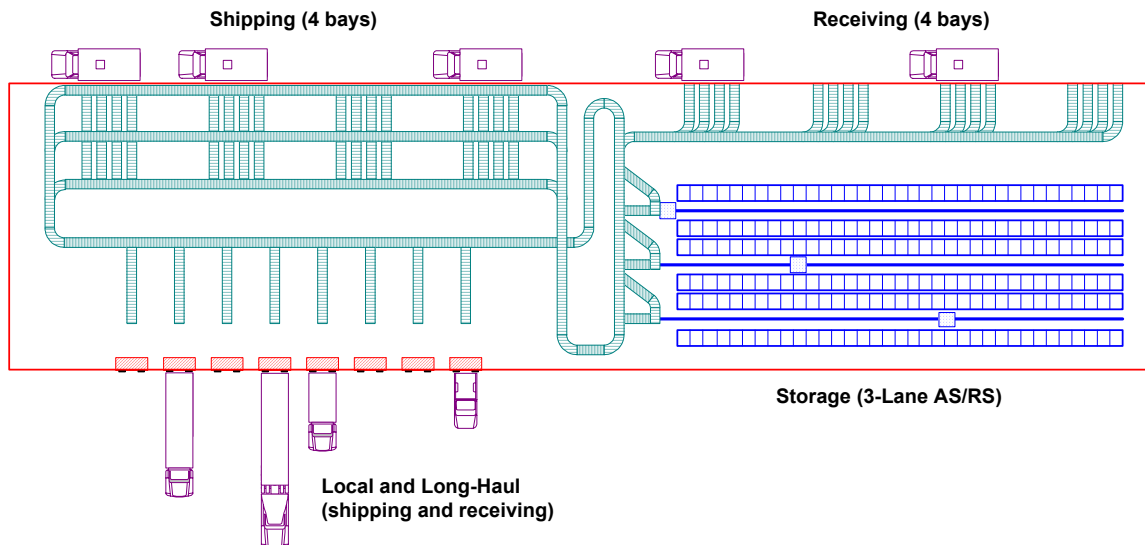 Shipping (4 bays)
Receiving (4 bays)
Storage (3-Lane AS/RS)
Local and Long-Haul
(shipping and receiving)